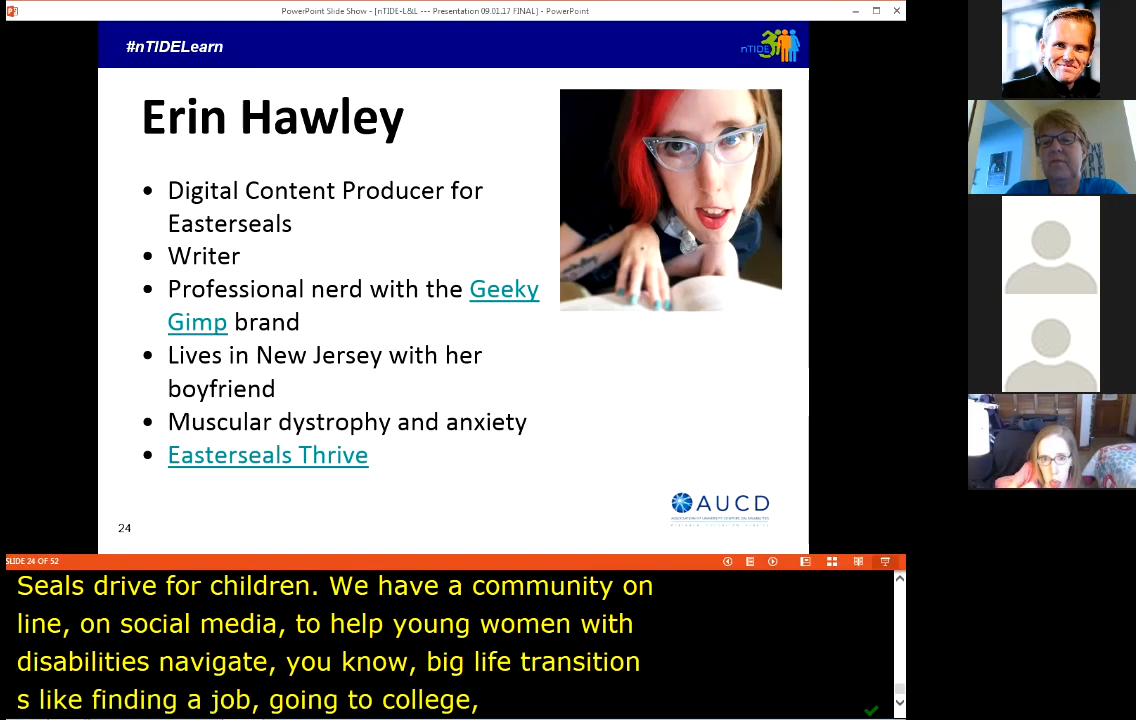 PowerPoint Slide Show - [nTIDE-L&L --- Presentation 09.01.17 FINAL] - PowerPoint
#nTIDELearn
nTIDE
Erin Hawley
• Digital Content Producer for
Easterseals
• Writer
• Professional nerd with the Geeky
Gimp brand
• Lives in New Jersey with her
boyfriend
• Muscular dystrophy and anxiety
• Easterseals Thrive
AUCD
24
SLIDE 24 OF 52
Seals drive for children. We have a community on
line, on social media, to help young women with
disabilities navigate, you know, big life transition
s like finding a job, going to college,